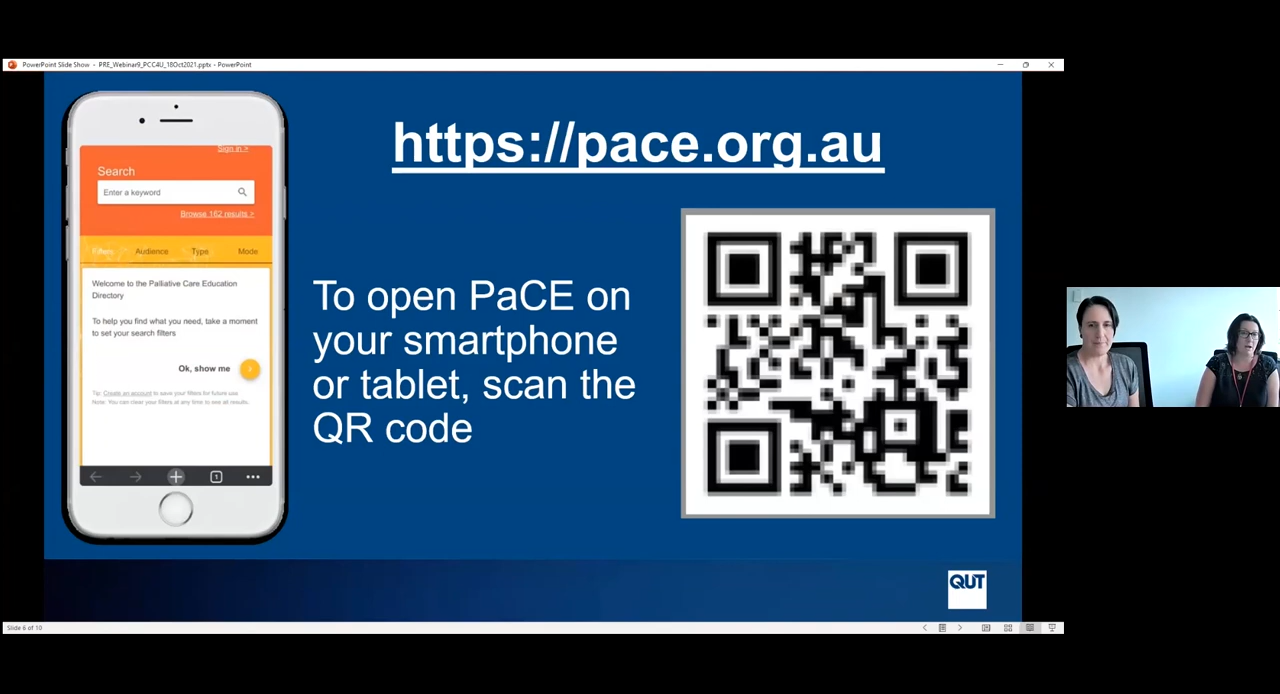 PowerPoint Slide Show - PRE_Webinar9_PCC4U_18Oct2021.pptx - PowerPoint
https://pace.org.au
Sign in >
Search
Enter a keyword
Browse 162 results >
Filters Audience Type Mode
Welcome to the Palliative Care Education
Directory
To help you find what you need, take a moment
to set your search filters
Ok, show me
Tip: Create an account to save your filters for future use
Note. You can clear your filters at any time to see all results.
1
To open PaCE on
your smartphone
or tablet, scan the
QR code
QUT
Slide 6 of 10